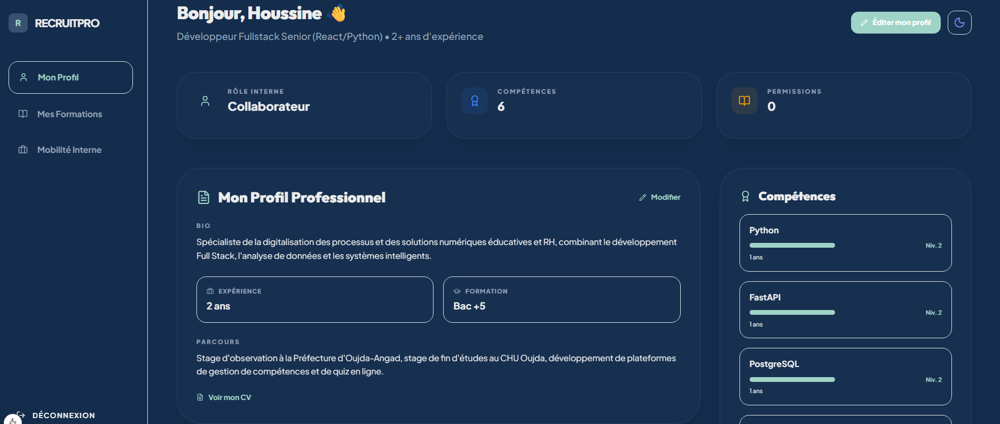 R RECRUITPRO
Mon Profil
Mes Formations
Mobilité Interne
DÉCONNEXION
Bonjour, Houssine 👋
Développeur Fullstack Senior (React/Python) • 2+ ans d'expérience
Éditer mon profil
RÔLE INTERNE
Collaborateur
COMPÉTENCES
6
PERMISSIONS
0
Mon Profil Professionnel
Modifier
BIO
Spécialiste de la digitalisation des processus et des solutions numériques éducatives et RH, combinant le développement
Full Stack, l'analyse de données et les systèmes intelligents.
EXPÉRIENCE
2 ans
FORMATION
Bac +5
PARCOURS
Stage d'observation à la Préfecture d'Oujda-Angad, stage de fin d'études au CHU Oujda, développement de plateformes
de gestion de compétences et de quiz en ligne.
Voir mon CV
Compétences
Python
Niv. 2
1 ans
FastAPI
Niv. 2
1 ans
PostgreSQL
Niv. 2
1 ans